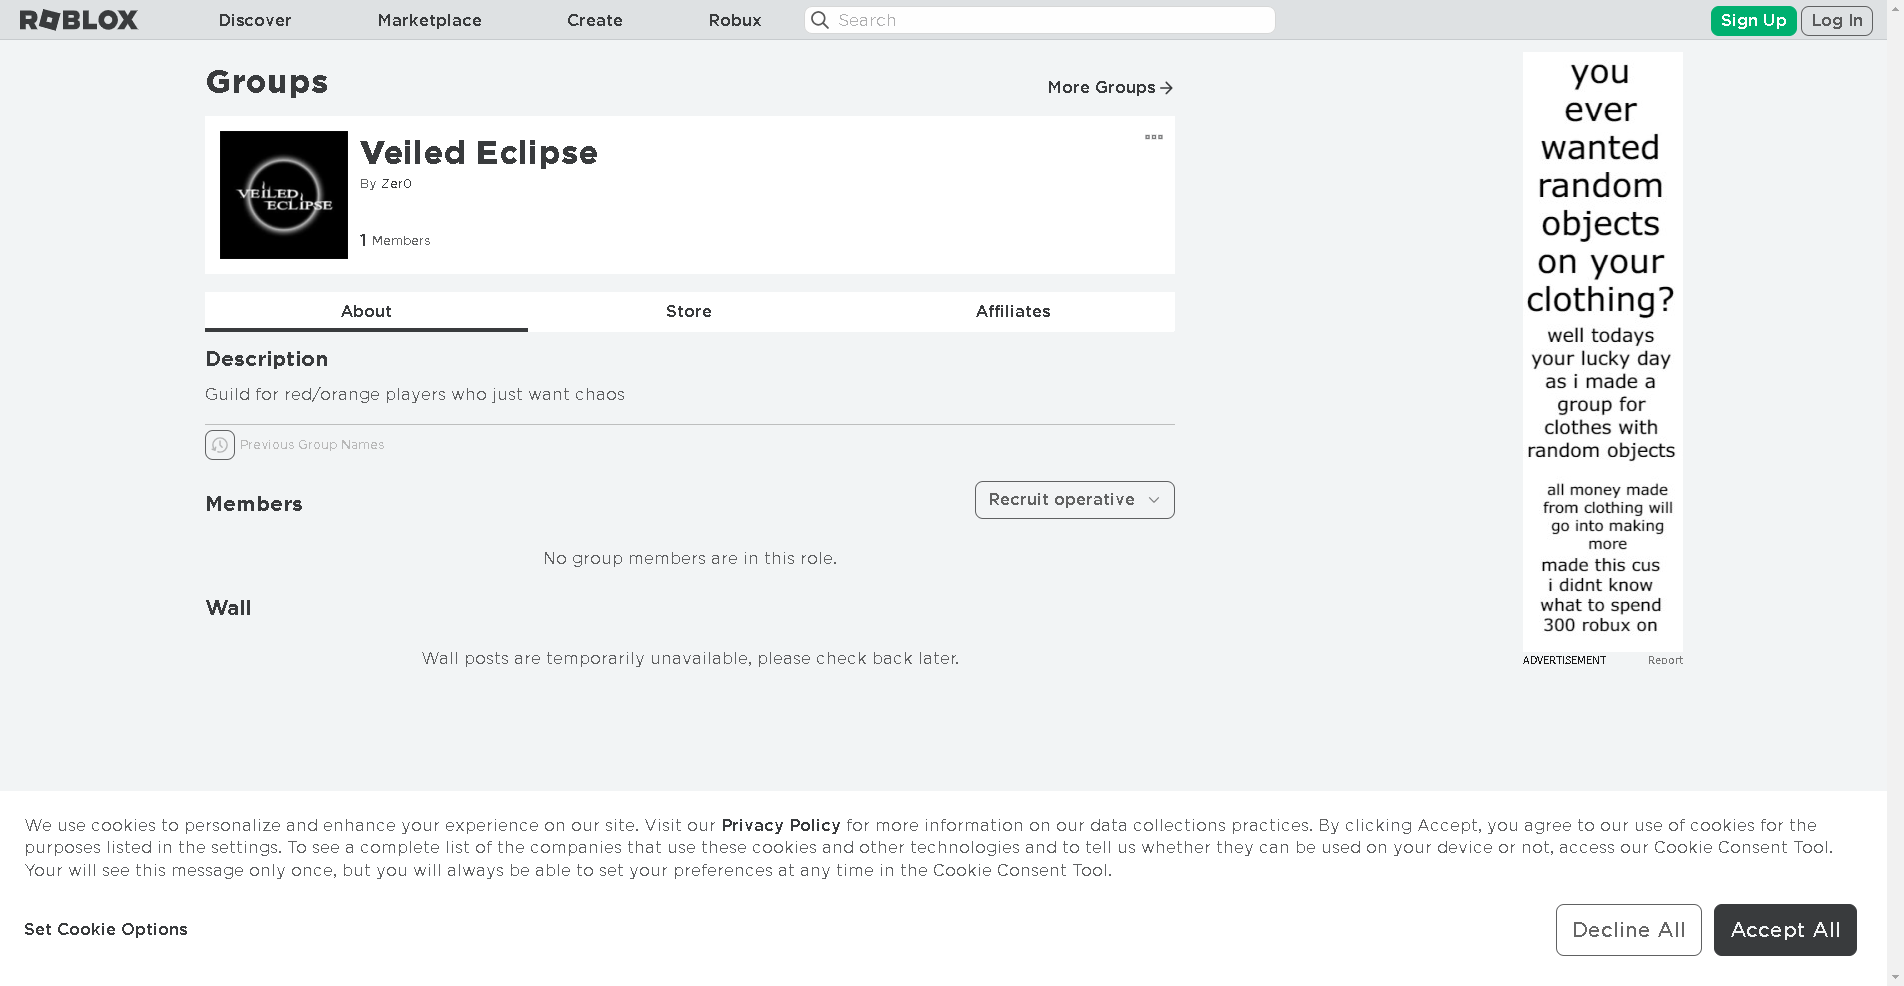 ROBLOX
Discover
Marketplace
Create
Robux
Search
Sign Up
Log In
Groups
More Groups
VEILED
ECLIPSE
Veiled Eclipse
By Zer0
1 Members
About
Store
Affiliates
Description
Guild for red/orange players who just want chaos
Previous Group Names
Members
Recruit operative
No group members are in this role.
Wall
Wall posts are temporarily unavailable, please check back later.
you
ever
wanted
random
objects
on your
clothing?
well todays
your lucky day
as i made a
group for
clothes with
random objects
all money made
from clothing will
go into making
more
made this cus
i didnt know
what to spend
300 robux on
ADVERTISEMENT
Report
We use cookies to personalize and enhance your experience on our site. Visit our Privacy Policy for more information on our data collections practices. By clicking Accept, you agree to our use of cookies for the
purposes listed in the settings. To see a complete list of the companies that use these cookies and other technologies and to tell us whether they can be used on your device or not, access our Cookie Consent Tool.
Your will see this message only once, but you will always be able to set your preferences at any time in the Cookie Consent Tool.
Set Cookie Options
Decline All
Accept All